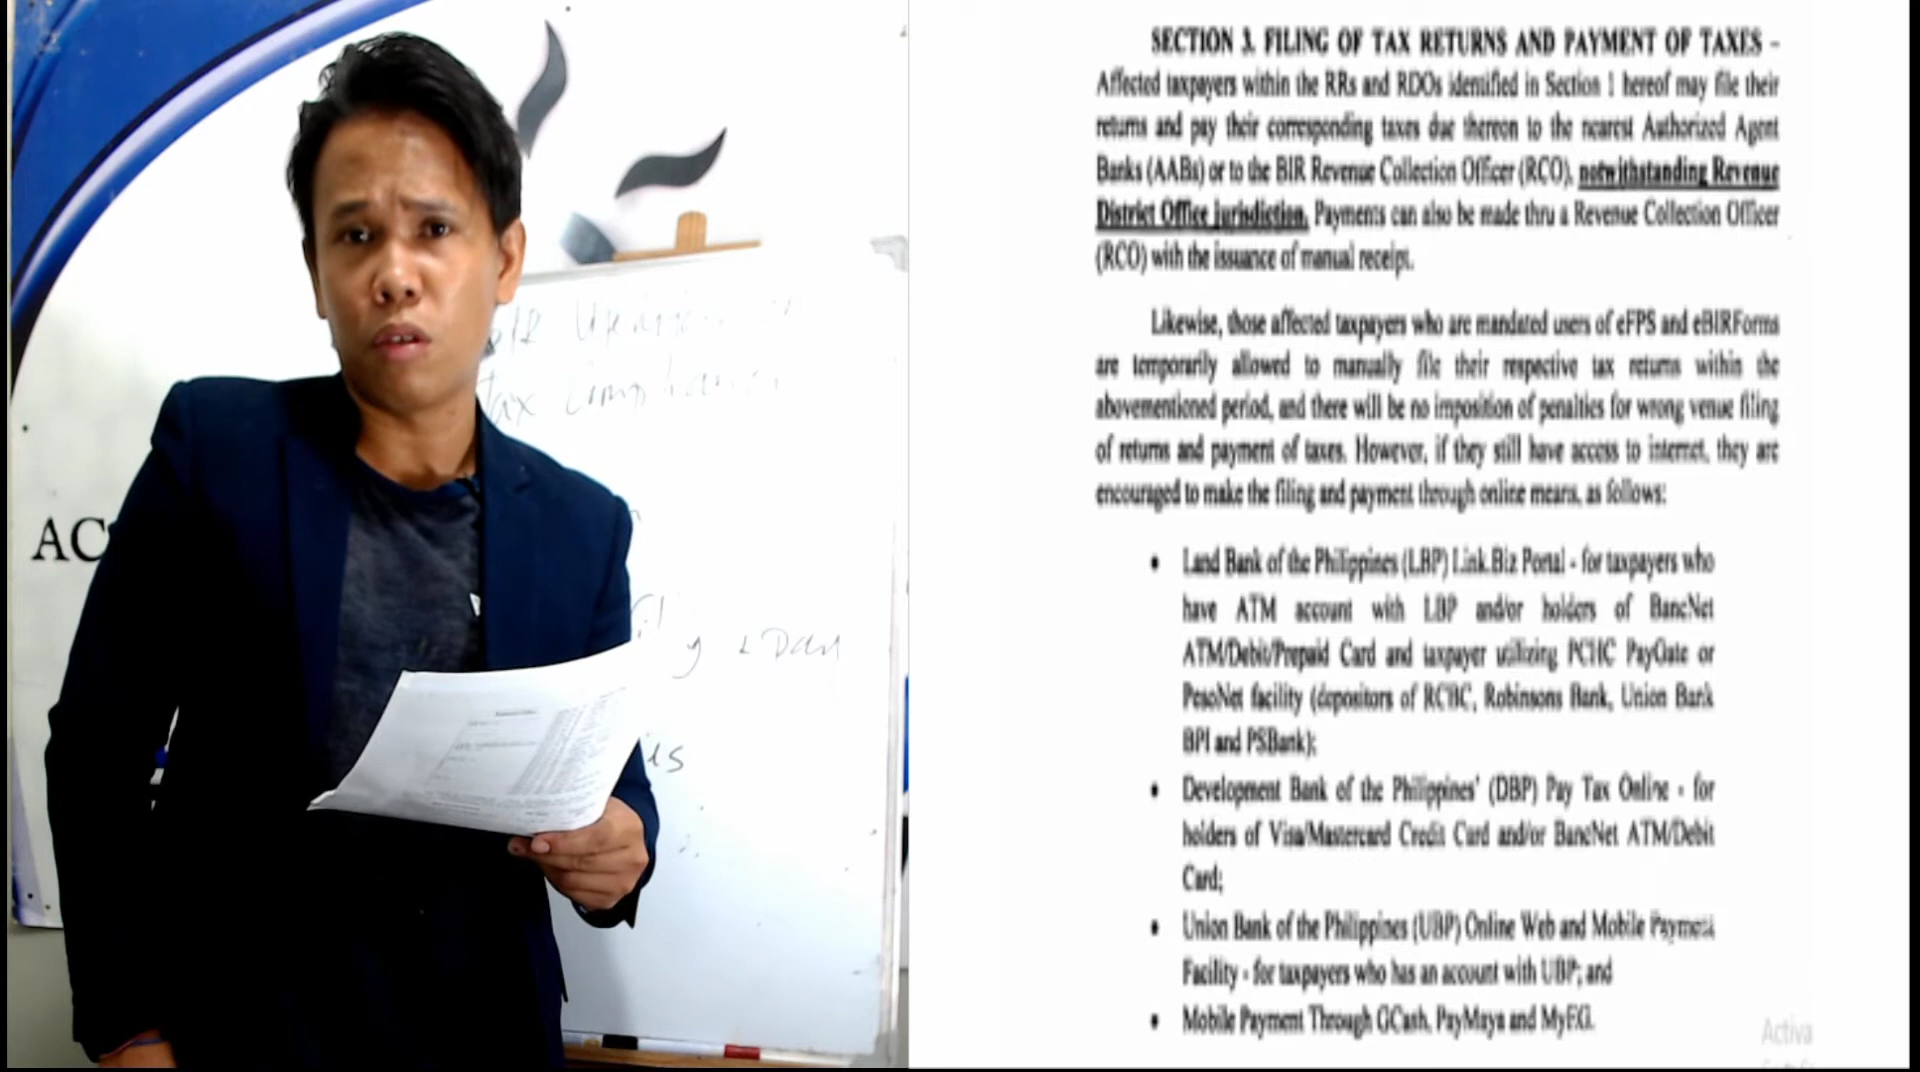 AC
Tax Compliance
is
SECTION 3. FILING OF TAX RETURNS AND PAYMENT OF TAXES –
Affected taxpayers within the RRs and RDOs identified in Section 1 hereof may file their
returns and pay their corresponding taxes due thereon to the nearest Authorized Agent
Banks (AABs) or to the BIR Revenue Collection Officer (RCO), notwithstanding Revenue
District Office jurisdiction. Payments can also be made thru a Revenue Collection Officer
(RCO) with the issuance of manual receipt.
Likewise, those affected taxpayers who are mandated users of eFPS and eBIRForms
are temporarily allowed to manually file their respective tax returns within the
abovementioned period, and there will be no imposition of penalties for wrong venue filing
of returns and payment of taxes. However, if they still have access to internet, they are
encouraged to make the filing and payment through online means, as follows:
• Land Bank of the Philippines (LBP) Link.Biz Portal - for taxpayers who
have ATM account with LBP and/or holders of BancNet
ATM/Debit/Prepaid Card and taxpayer utilizing PCHC PayGate or
PesoNet facility (depositors of RCBC, Robinsons Bank, Union Bank
BPI and PSBank);
• Development Bank of the Philippines' (DBP) Pay Tax Online - for
holders of Visa/Mastercard Credit Card and/or BancNet ATM/Debit
Card;
• Union Bank of the Philippines (UBP) Online Web and Mobile Payment
Facility - for taxpayers who has an account with UBP; and
• Mobile Payment Through GCash, PayMaya and MyEG.
Activa